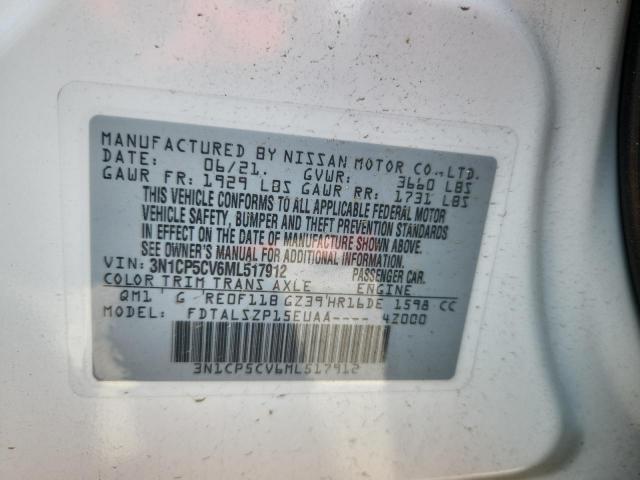 MANUFACTURED BY NISSAN MOTOR CO.,LTD.
DATE: 06/21. GVWR: 3660 LBS
GAWR FR: 1929 LBS GAWR RR: 1731 LBS
THIS VEHICLE CONFORMS TO ALL APPLICABLE FEDERAL MOTOR
VEHICLE SAFETY, BUMPER AND THEFT PREVENTION STANDARDS
IN EFFECT ON THE DATE OF MANUFACTURE SHOWN ABOVE.
SEE OWNER'S MANUAL FOR ADDITIONAL INFORMATION.
VIN: 3N1CP5CV6ML517912 PASSENGER CAR.
COLOR TRIM TRANS AXLE ENGINE
QM1 G RE0F11B GZ39 HR16DE 1598 CC
MODEL: FDTALSZP15EUAA---- 42000
3N1CP5CV6ML517912